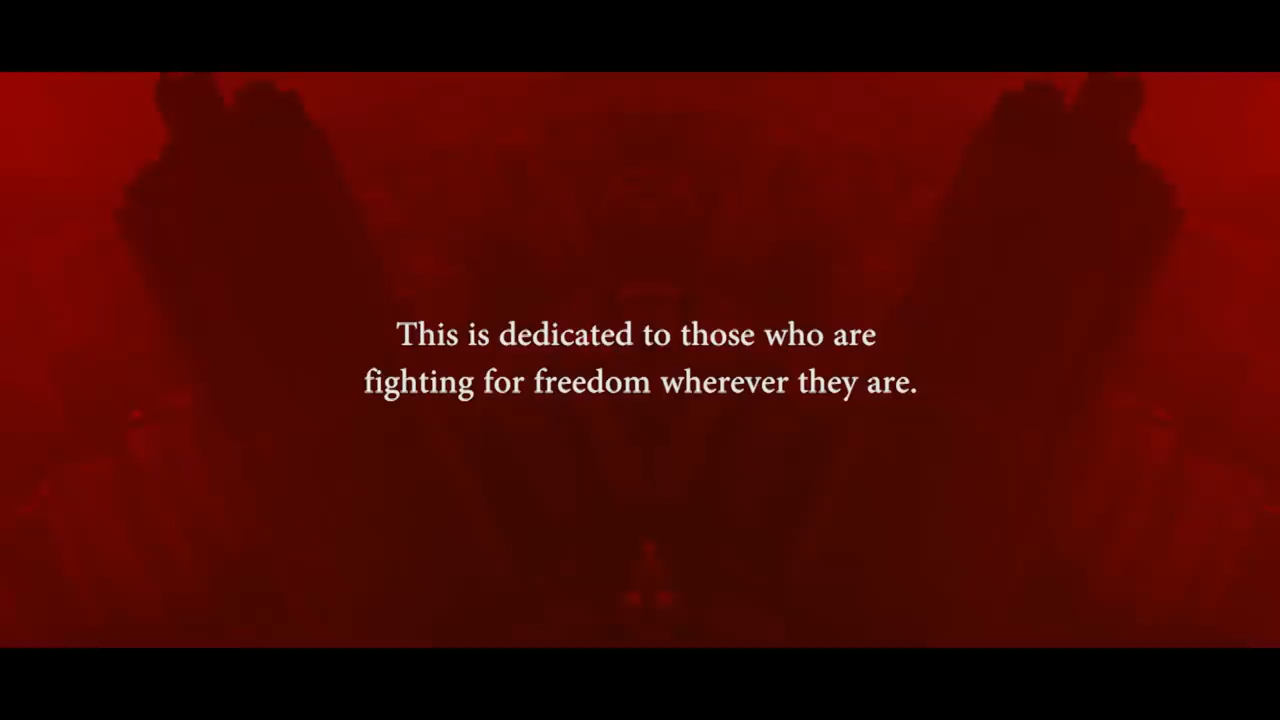 This is dedicated to those who are
fighting for freedom wherever they are.